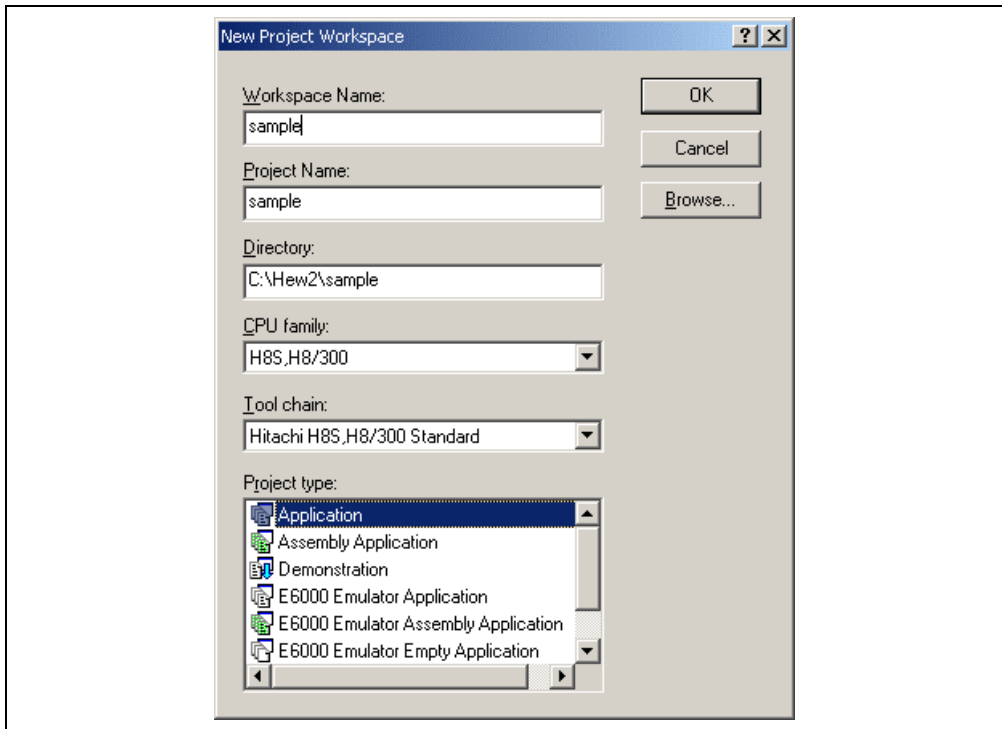 New Project Workspace
Workspace Name:
sample
Project Name:
sample
Directory:
C:\Hew2\sample
CPU family:
H8S,H8/300
Tool chain:
Hitachi H8S,H8/300 Standard
Project type:
Application
Assembly Application
Demonstration
E6000 Emulator Application
E6000 Emulator Assembly Application
E6000 Emulator Empty Application
OK
Cancel
Browse...